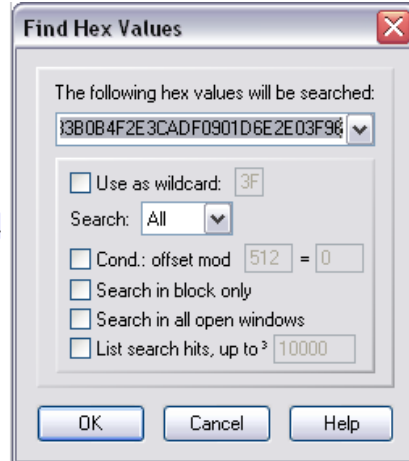 Find Hex Values
The following hex values will be searched:
3B0B4F2E3CADF0901D6E2E03F96
Use as wildcard: 3F
Search: All
Cond.: offset mod 512 = 0
Search in block only
Search in all open windows
List search hits, up to ³ 10000
OK Cancel Help